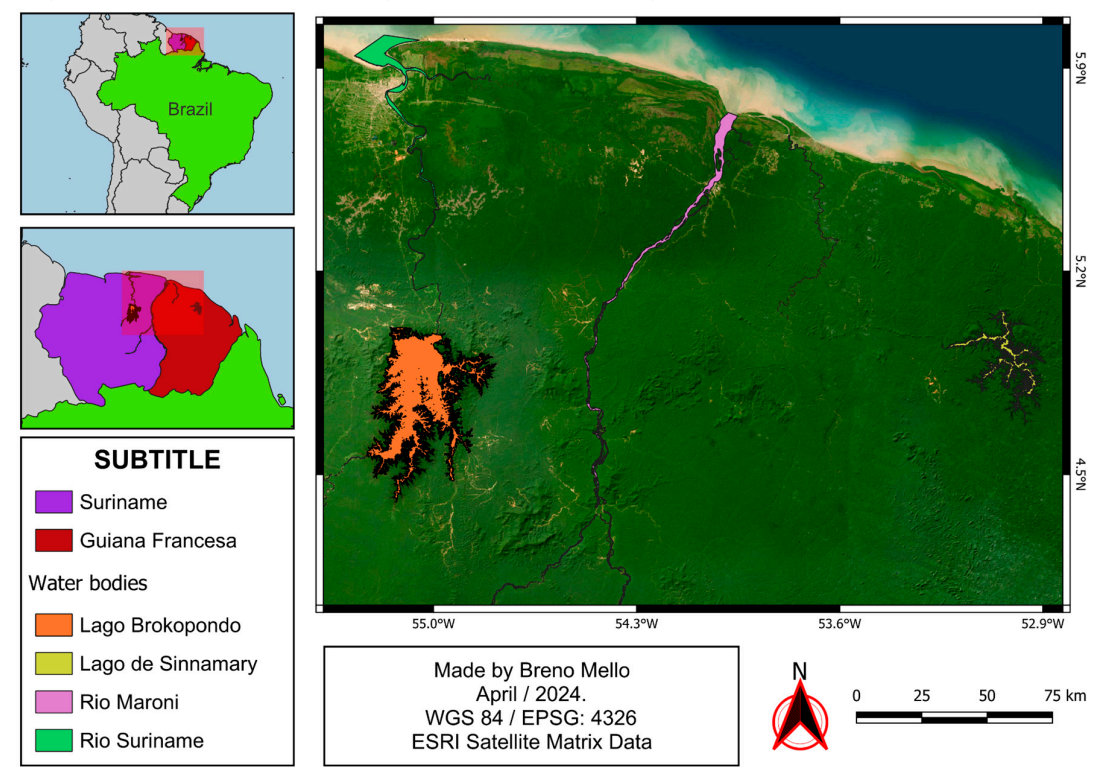 Brazil
SUBTITLE
Suriname
Guiana Francesa
Water bodies
Lago Brokopondo
Lago de Sinnamary
Rio Maroni
Rio Suriname
5.9°N
5.2°N
4.5°N
55.0°W 54.3°W 53.6°W 52.9°W
Made by Breno Mello
April / 2024.
WGS 84 / EPSG: 4326
ESRI Satellite Matrix Data
N
0 25 50 75 km